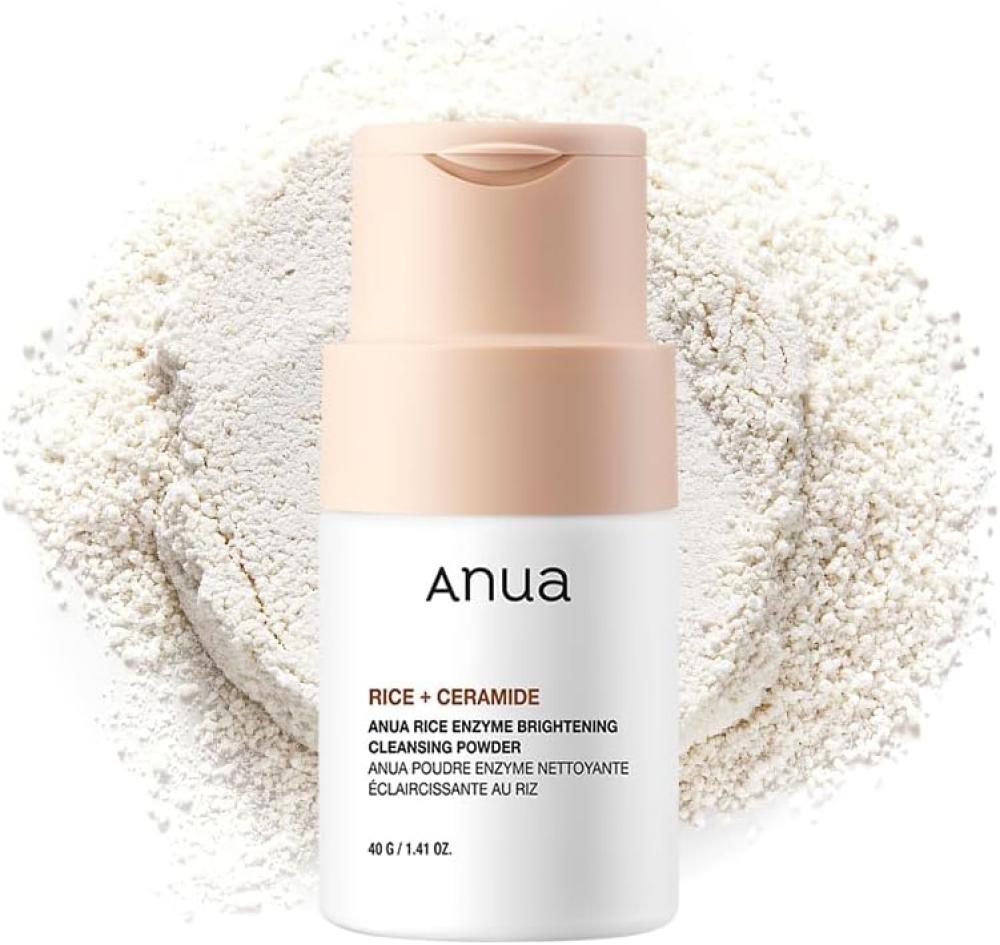 Anua
RICE + CERAMIDE
ANUA RICE ENZYME BRIGHTENING
CLEANSING POWDER
ANUA POUDRE ENZYME NETTOYANTE
ÉCLAIRCISSANTE AU RIZ
40 G / 1.41 OZ.